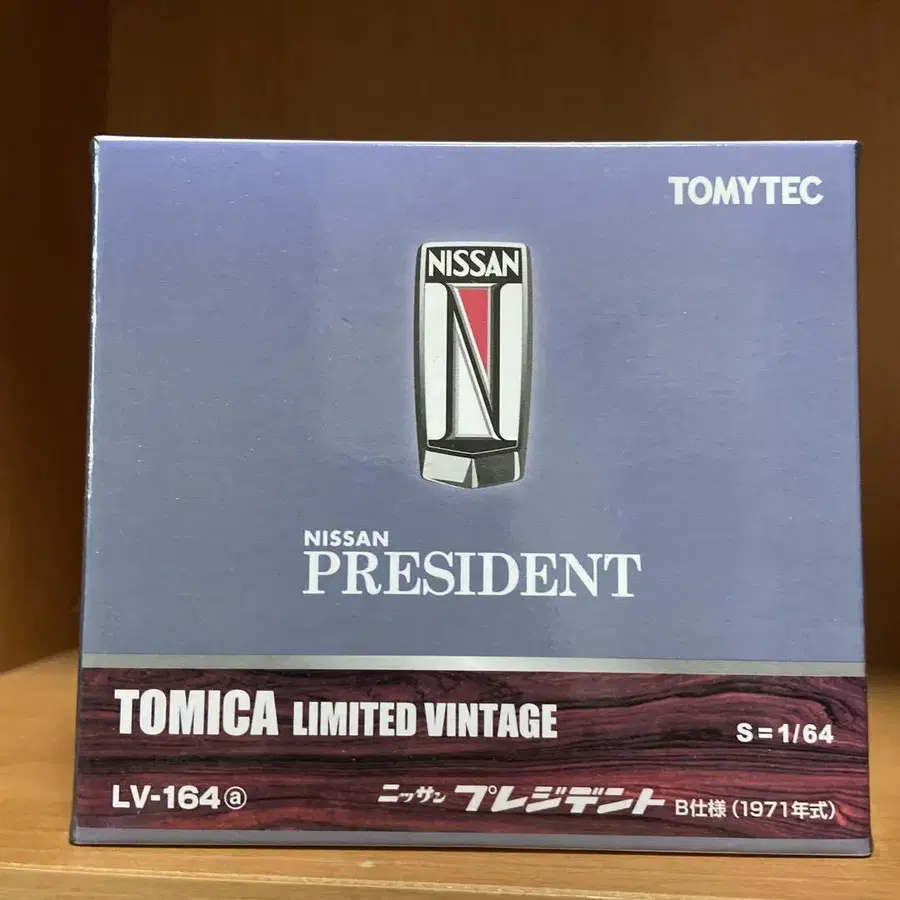 TOMYTEC
NISSAN
N
NISSAN
PRESIDENT
TOMICA LIMITED VINTAGE
S=1/64
LV-164ⓐ
ニッサン プレジデント B仕様(1971年式)